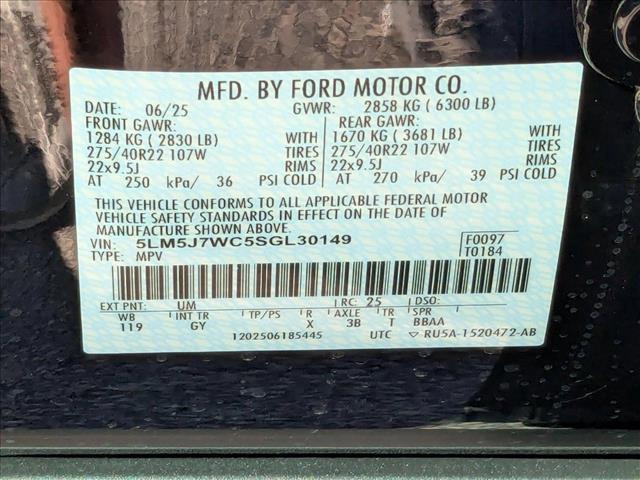 MFD. BY FORD MOTOR CO.
DATE: 06/25 GVWR: 2858 KG ( 6300 LB)
FRONT GAWR: REAR GAWR:
1284 KG ( 2830 LB) WITH 1670 KG ( 3681 LB) WITH
275/40R22 107W TIRES 275/40R22 107W TIRES
22x9.5J RIMS 22x9.5J RIMS
AT 250 kPa/ 36 PSI COLD AT 270 kPa/ 39 PSI COLD
THIS VEHICLE CONFORMS TO ALL APPLICABLE FEDERAL MOTOR
VEHICLE SAFETY STANDARDS IN EFFECT ON THE DATE OF
MANUFACTURE SHOWN ABOVE.
VIN: 5LM5J7WC5SGL30149 F0097
TYPE: MPV T0184
EXT PNT: UM RC: 25 DSO:
WB INT TR TP/PS R AXLE TR SPR
119 GY X 3B T BBAA
1202506185445 UTC ▽ RU5A-1520472-AB